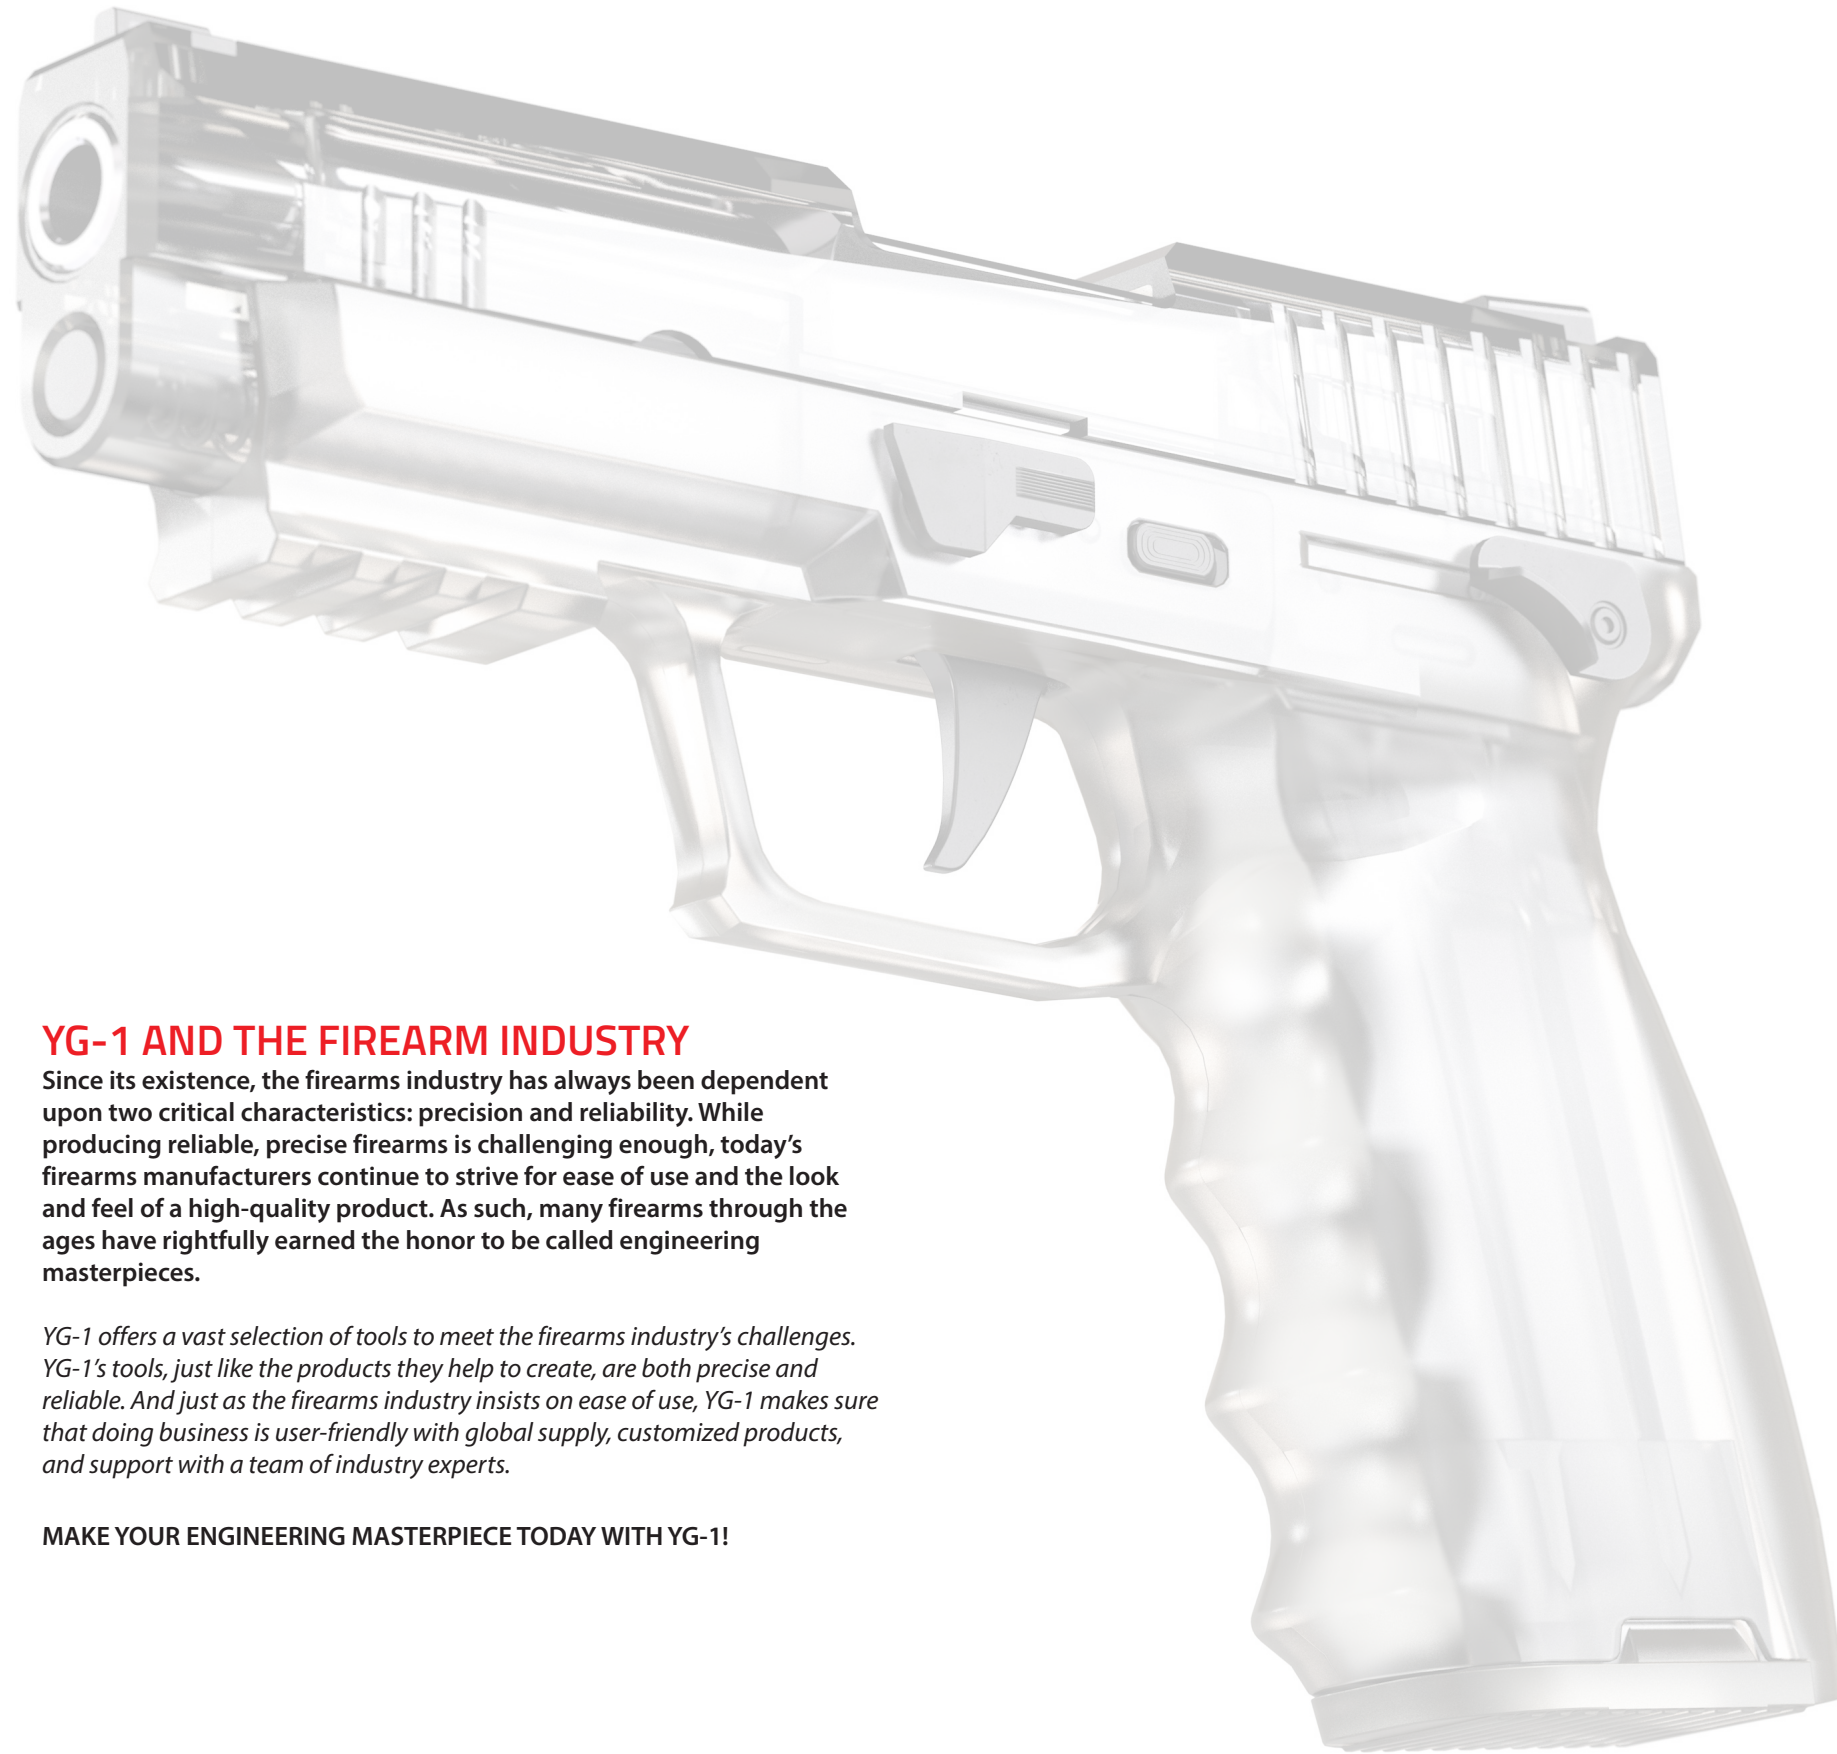 YG-1 AND THE FIREARM INDUSTRY
Since its existence, the firearms industry has always been dependent
upon two critical characteristics: precision and reliability. While
producing reliable, precise firearms is challenging enough, today’s
firearms manufacturers continue to strive for ease of use and the look
and feel of a high-quality product. As such, many firearms through the
ages have rightfully earned the honor to be called engineering
masterpieces.
YG-1 offers a vast selection of tools to meet the firearms industry’s challenges.
YG-1’s tools, just like the products they help to create, are both precise and
reliable. And just as the firearms industry insists on ease of use, YG-1 makes sure
that doing business is user-friendly with global supply, customized products,
and support with a team of industry experts.
MAKE YOUR ENGINEERING MASTERPIECE TODAY WITH YG-1!